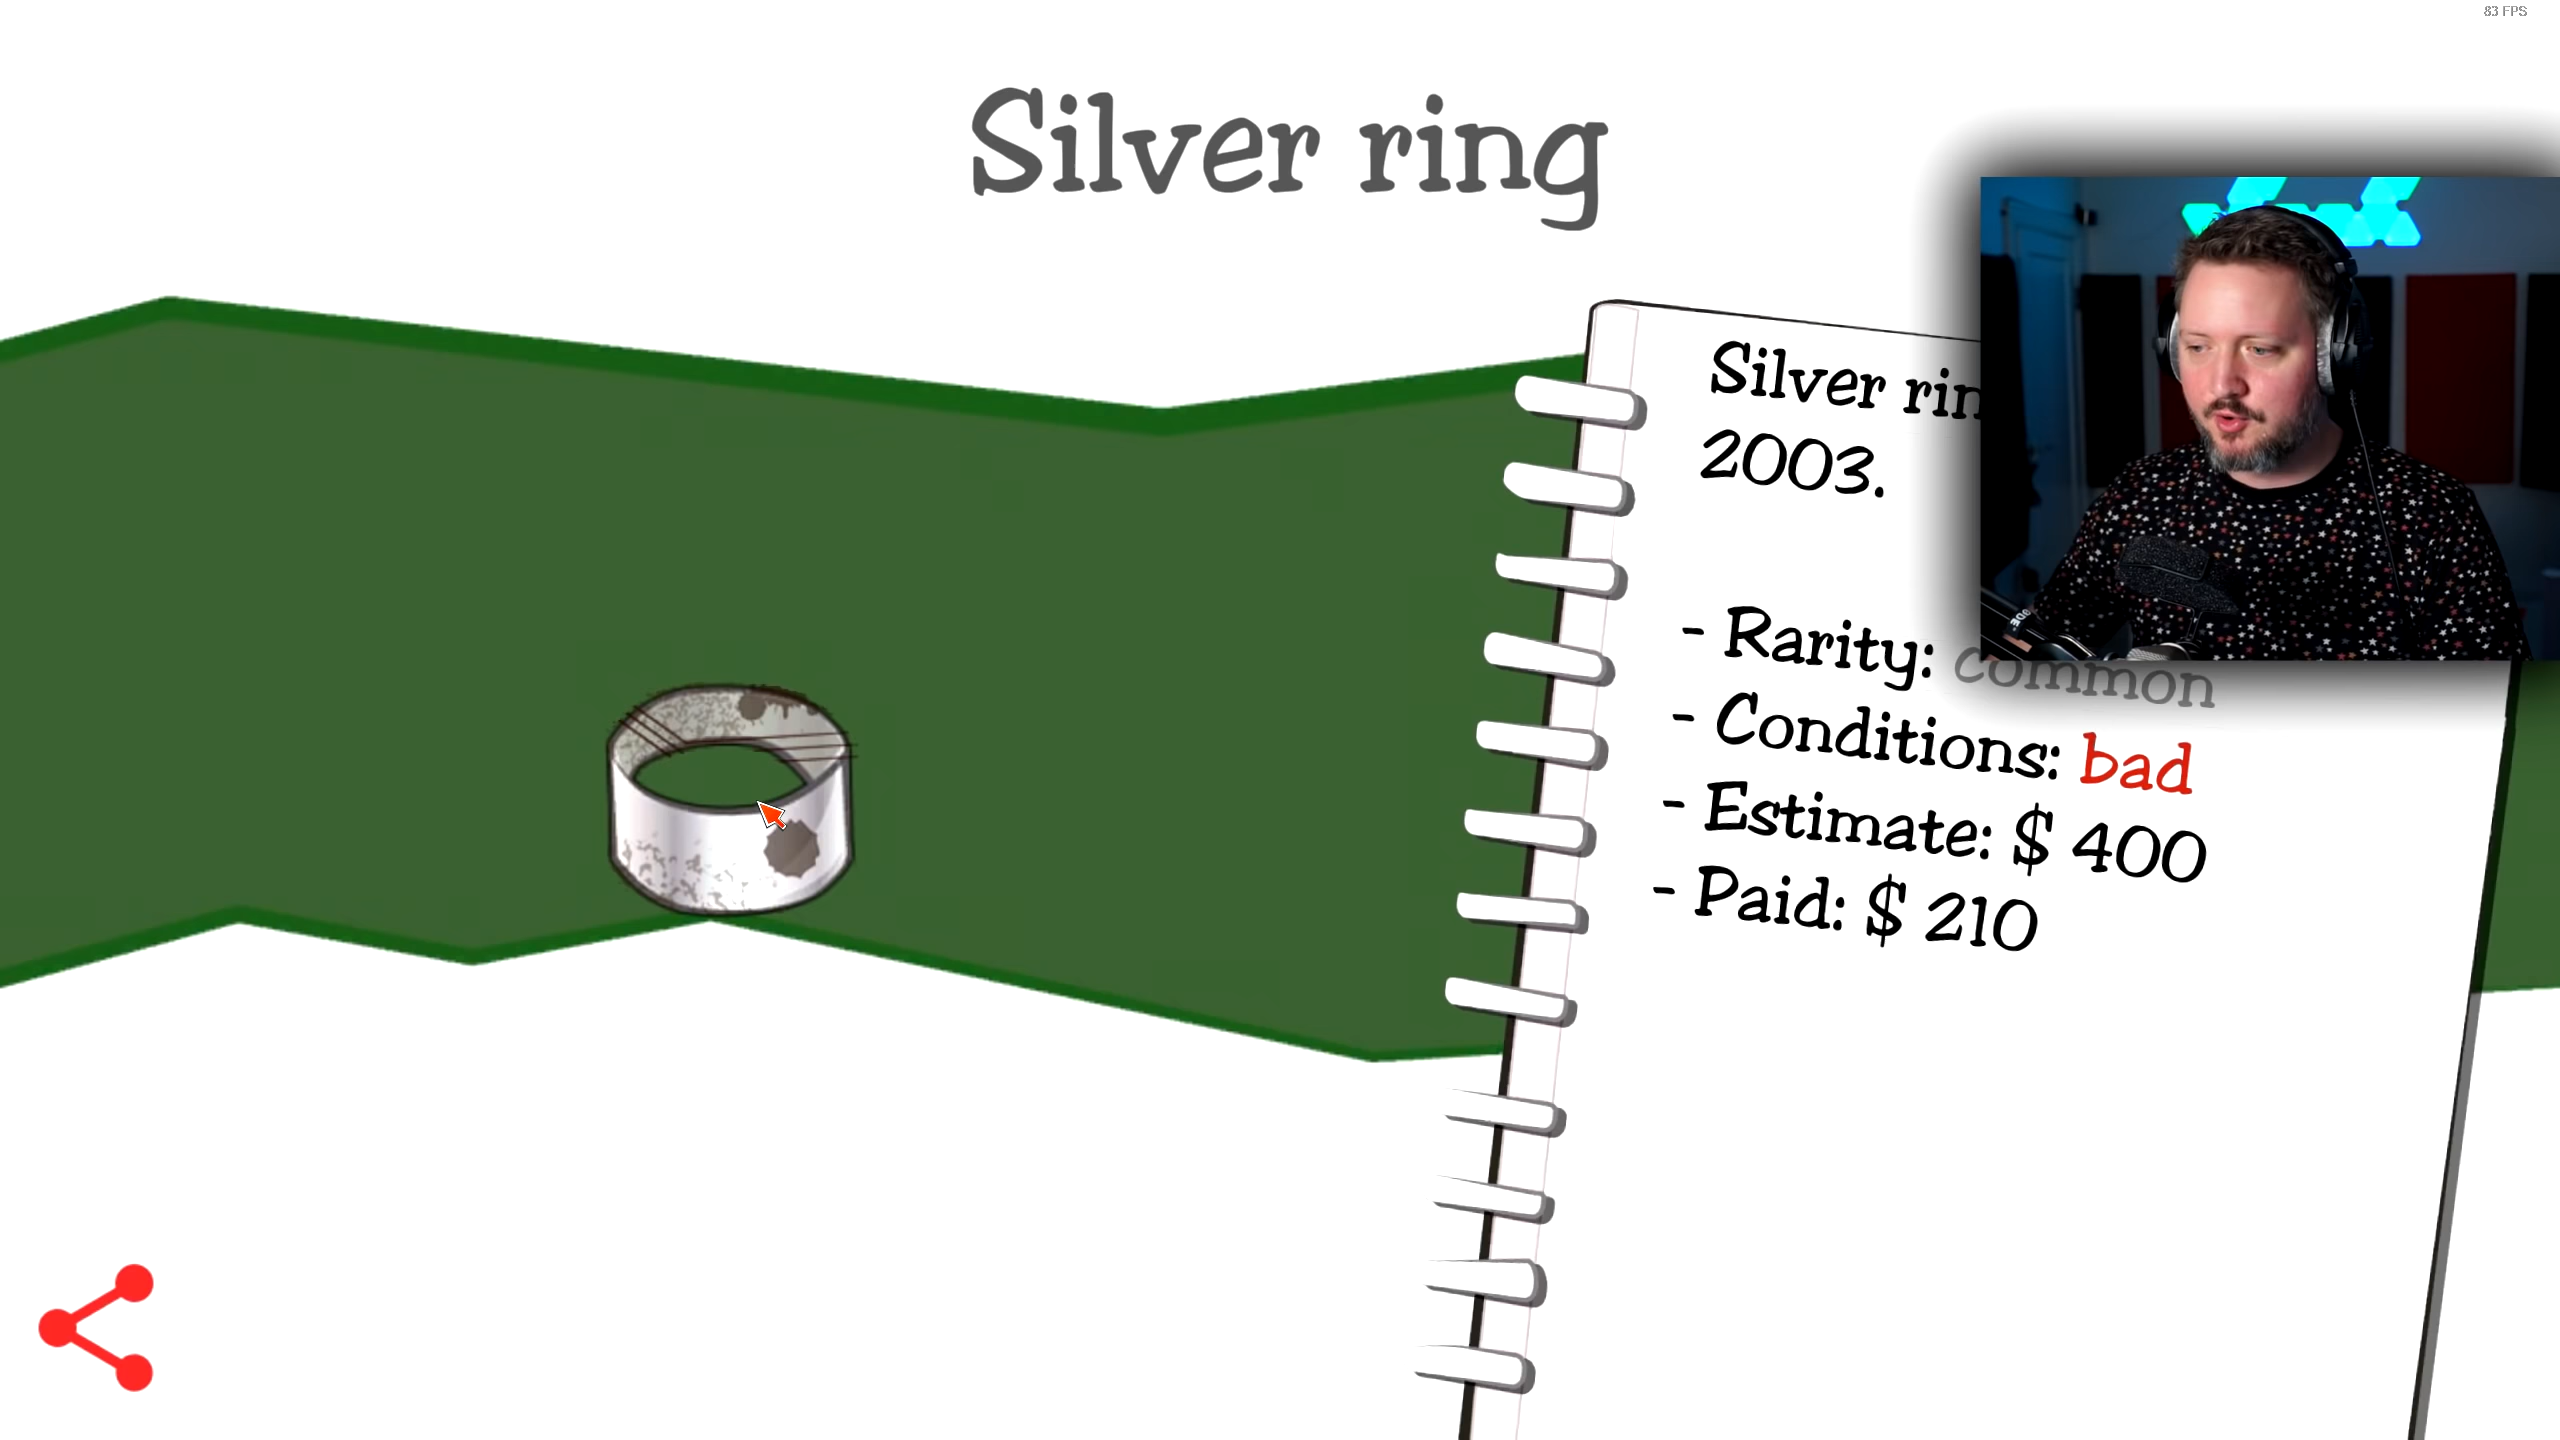 83 FPS
Silver ring
Silver rin
2003.
- Rarity: common
- Conditions: bad
- Estimate: $ 400
- Paid: $ 210